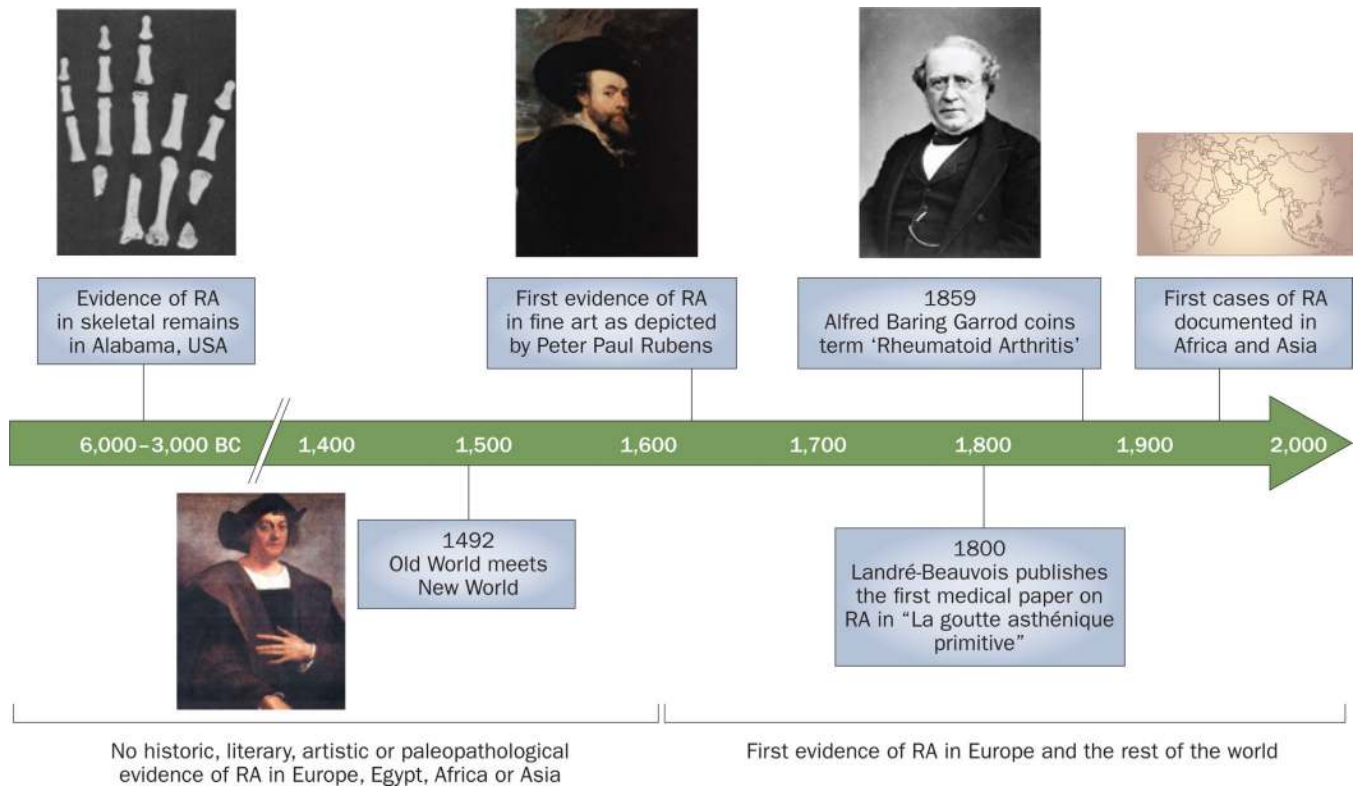 Evidence of RA
in skeletal remains
in Alabama, USA
First evidence of RA
in fine art as depicted
by Peter Paul Rubens
1859
Alfred Baring Garrod coins
term ‘Rheumatoid Arthritis’
First cases of RA
documented in
Africa and Asia
6,000–3,000 BC 1,400 1,500 1,600 1,700 1,800 1,900 2,000
1492
Old World meets
New World
1800
Landré-Beauvois publishes
the first medical paper on
RA in “La goutte asthénique
primitive”
No historic, literary, artistic or paleopathological
evidence of RA in Europe, Egypt, Africa or Asia
First evidence of RA in Europe and the rest of the world